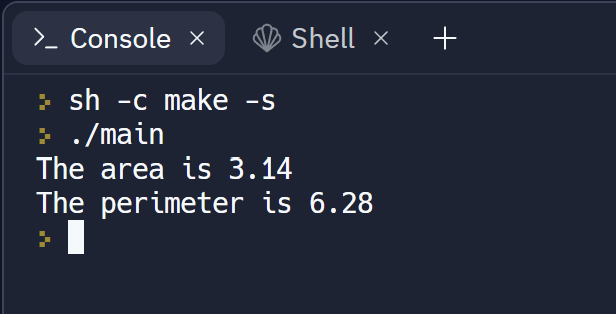 >_ Console × Shell × +
> sh -c make -s
> ./main
The area is 3.14
The perimeter is 6.28
>